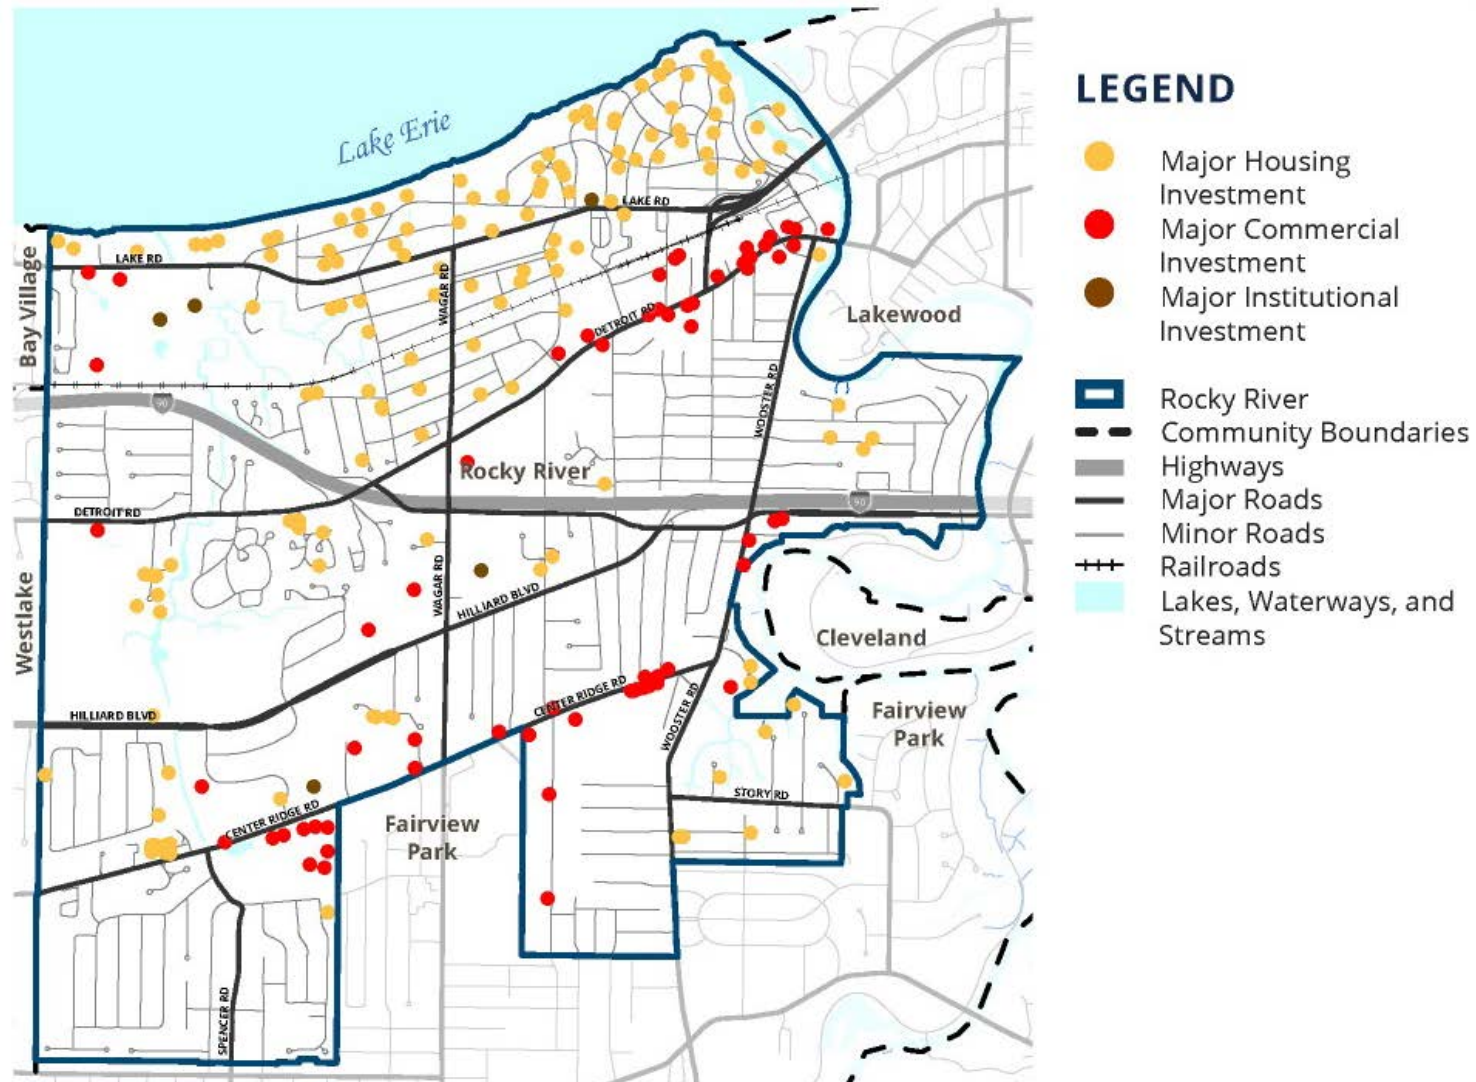 LEGEND
Major Housing
Investment
Major Commercial
Investment
Major Institutional
Investment
Rocky River
Community Boundaries
Highways
Major Roads
Minor Roads
Railroads
Lakes, Waterways, and
Streams
Lake Erie
LAKE RD
LAKE RD
Bay Village
WAGAR RD
DETROIT RD
Lakewood
WOOSTER RD
90
Rocky River
90
DETROIT RD
Westlake
WAGAR RD
HILLIARD BLVD
Cleveland
CENTER RIDGE RD
WOOSTER RD
HILLIARD BLVD
Fairview
Park
STORY RD
CENTER RIDGE RD
Fairview
Park
SPENCER RD